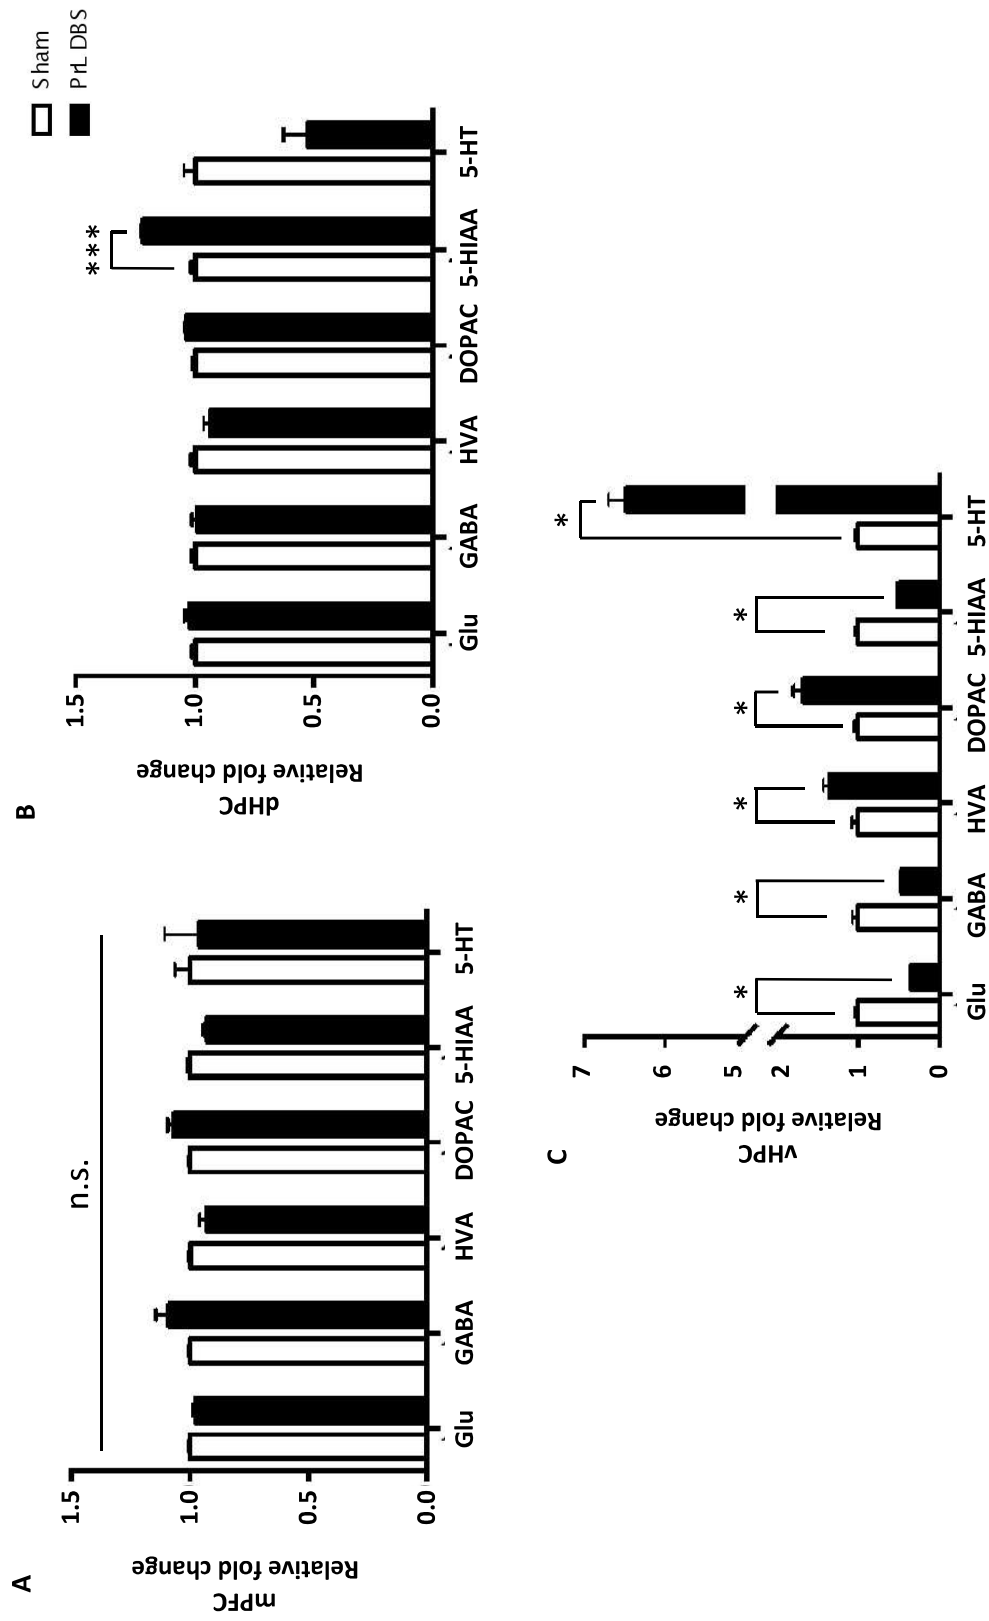 A
mPFC
Relative fold change
1.5
1.0
0.5
0.0
n.s.
Glu
GABA
HVA
DOPAC
5-HIAA
5-HT
B
dHPC
Relative fold change
1.5
1.0
0.5
0.0
***
Glu
GABA
HVA
DOPAC
5-HIAA
5-HT
Sham
PrL DBS
C
vHPC
Relative fold change
7
6
5
2
1
0
*
*
*
*
*
*
Glu
GABA
HVA
DOPAC
5-HIAA
5-HT